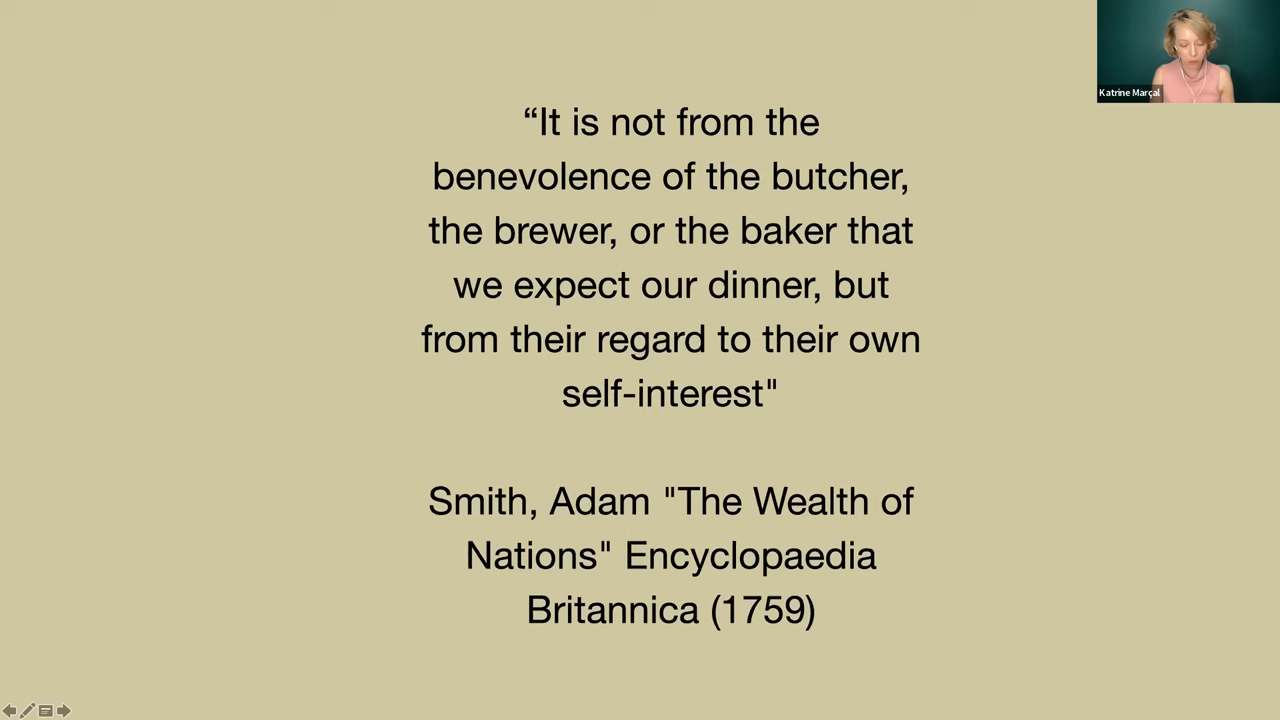 Katrine Marçal
“It is not from the
benevolence of the butcher,
the brewer, or the baker that
we expect our dinner, but
from their regard to their own
self-interest"
Smith, Adam "The Wealth of
Nations" Encyclopaedia
Britannica (1759)